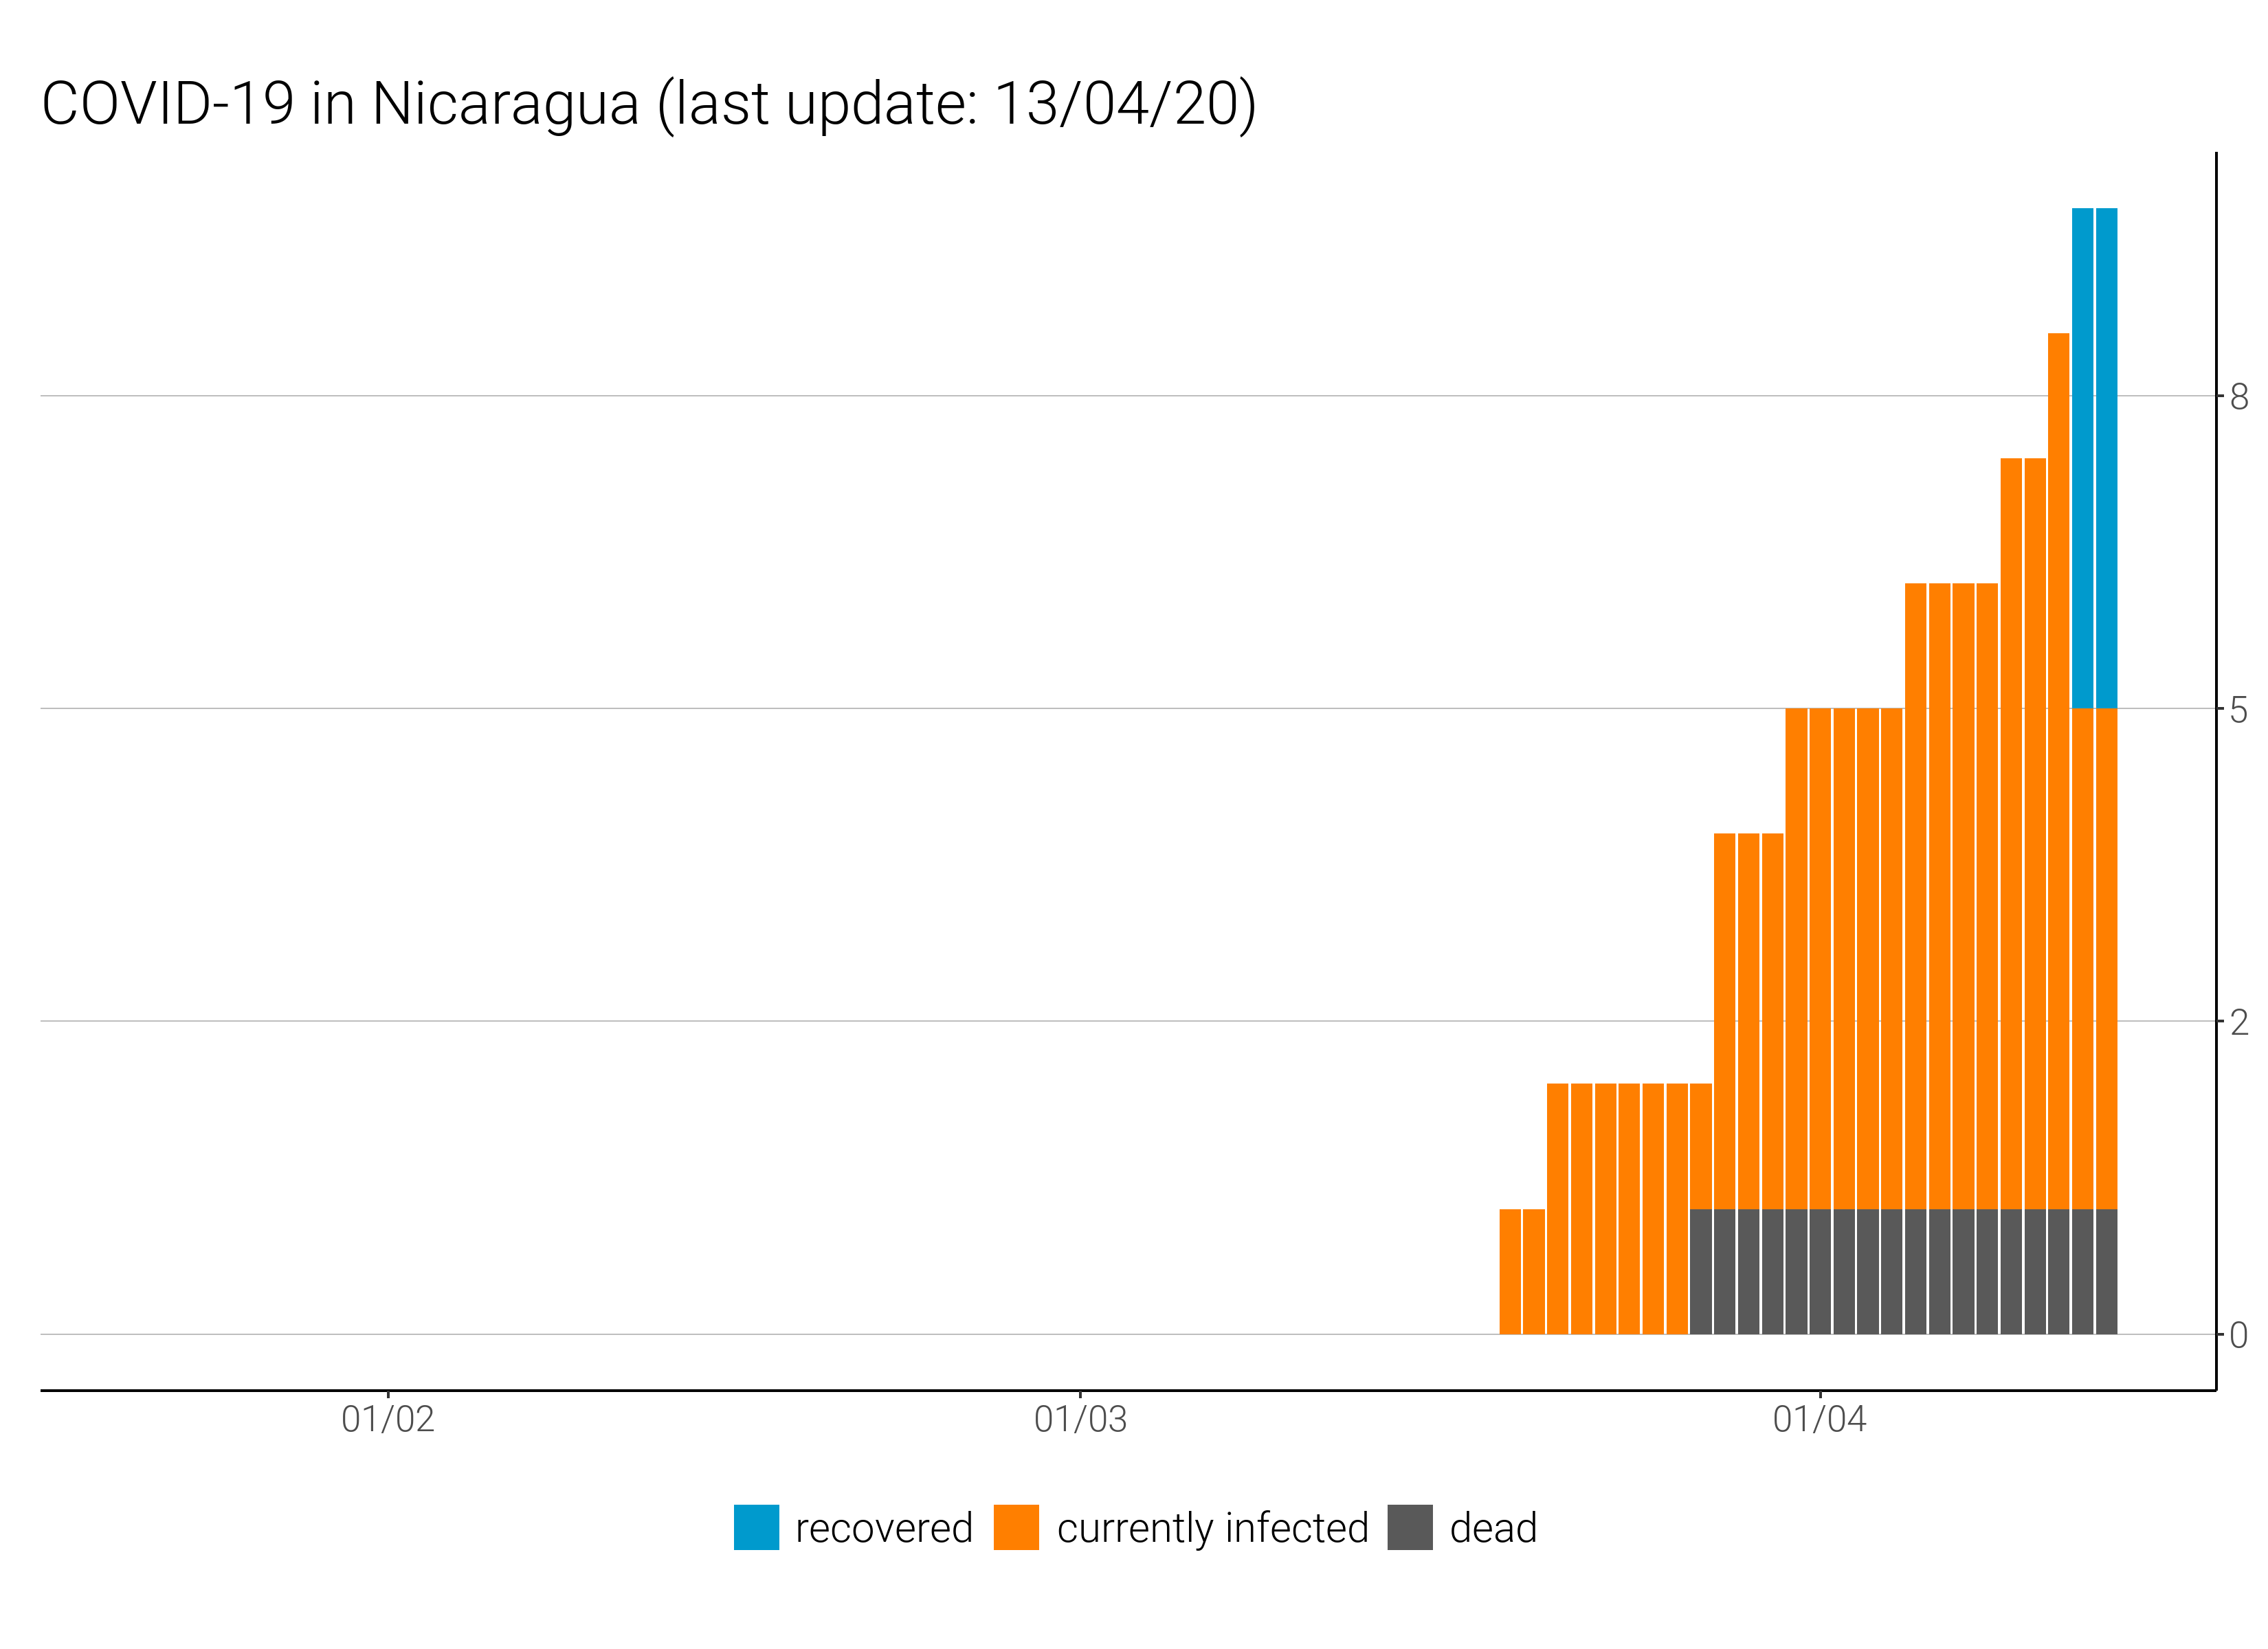 COVID-19 in Nicaragua (last update: 13/04/20)
8
5
2
0
01/02 01/03 01/04
recovered currently infected dead